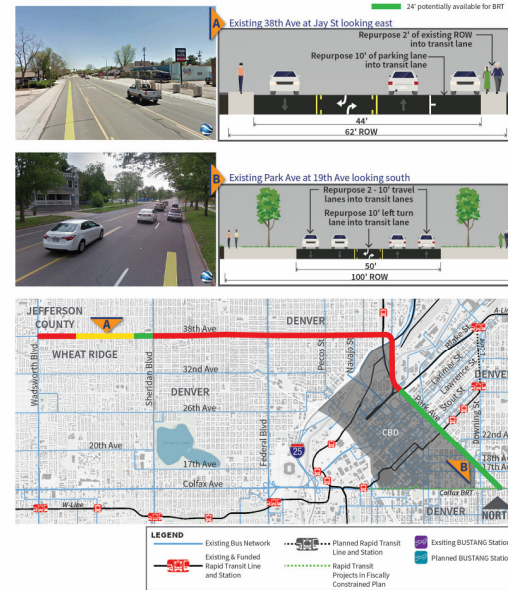 24' potentially available for BRT
A
Existing 38th Ave at Jay St looking east
Repurpose 2' of existing ROW
into transit lane
Repurpose 10' of parking lane
into transit lane
44'
62' ROW
B
Existing Park Ave at 19th Ave looking south
Repurpose 2 - 10' travel
lanes into transit lanes
Repurpose 10' left turn
lane into transit lane
50'
100' ROW
JEFFERSON
COUNTY
A
WHEAT RIDGE
DENVER
38th Ave
A-Li
Wadsworth Blvd
Sheridan Blvd
Pecos St
Navajo St
Blake St
Larimer St
Lawrence St
Stout St
Downing St
Park Ave
32nd Ave
DENVER
DENVE
26th Ave
Federal Blvd
CBD
25
20th Ave
17th Ave
Colfax Ave
22nd A
18th A
17th A
B
Colfax BRT
W-Line
DENVER
NORT
LEGEND
Existing Bus Network
Existing & Funded
Rapid Transit Line
and Station
Planned Rapid Transit
Line and Station
Rapid Transit
Projects in Fiscally
Constrained Plan
Exsiting BUSTANG Station
Planned BUSTANG Statio